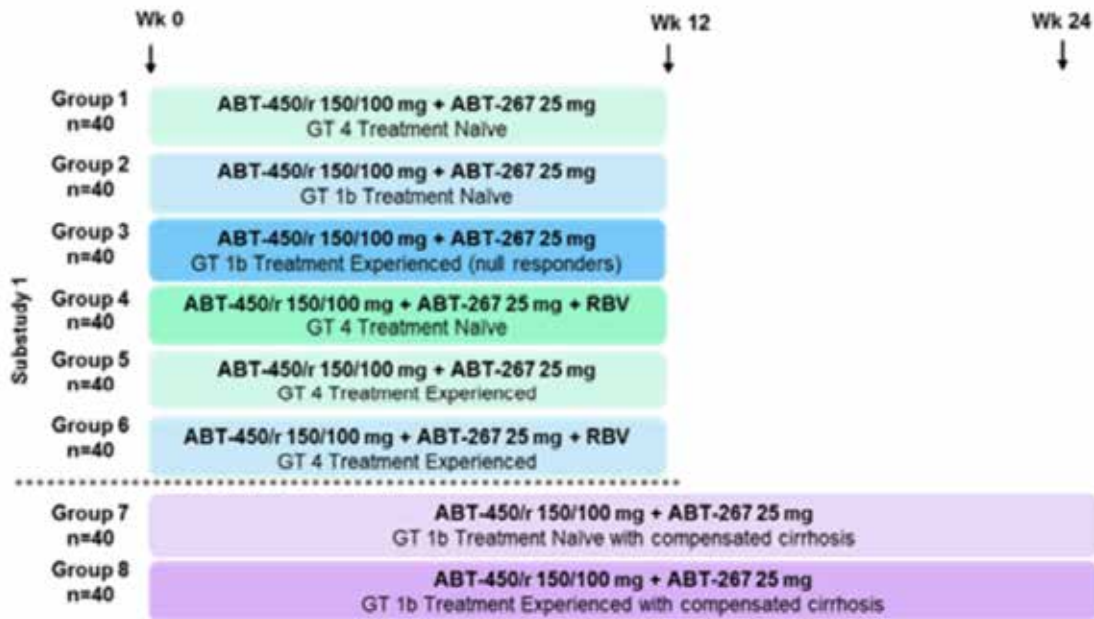 Wk 0
Wk 12
Wk 24
Substudy 1
Group 1
n=40
ABT-450/r 150/100 mg + ABT-267 25 mg
GT 4 Treatment Naïve
Group 2
n=40
ABT-450/r 150/100 mg + ABT-267 25 mg
GT 1b Treatment Naïve
Group 3
n=40
ABT-450/r 150/100 mg + ABT-267 25 mg
GT 1b Treatment Experienced (null responders)
Group 4
n=40
ABT-450/r 150/100 mg + ABT-267 25 mg + RBV
GT 4 Treatment Naïve
Group 5
n=40
ABT-450/r 150/100 mg + ABT-267 25 mg
GT 4 Treatment Experienced
Group 6
n=40
ABT-450/r 150/100 mg + ABT-267 25 mg + RBV
GT 4 Treatment Experienced
Group 7
n=40
ABT-450/r 150/100 mg + ABT-267 25 mg
GT 1b Treatment Naïve with compensated cirrhosis
Group 8
n=40
ABT-450/r 150/100 mg + ABT-267 25 mg
GT 1b Treatment Experienced with compensated cirrhosis